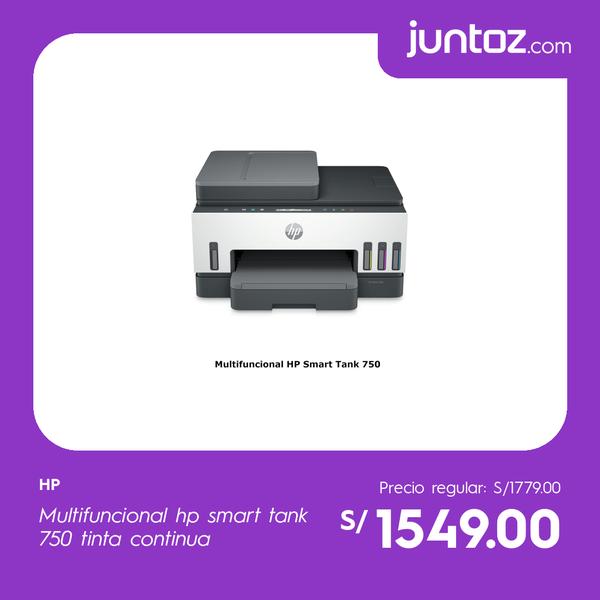 juntoz.com
hp
Multifuncional HP Smart Tank 750
HP
Multifuncional hp smart tank
750 tinta continua
Precio regular: S/1779.00
S/1549.00